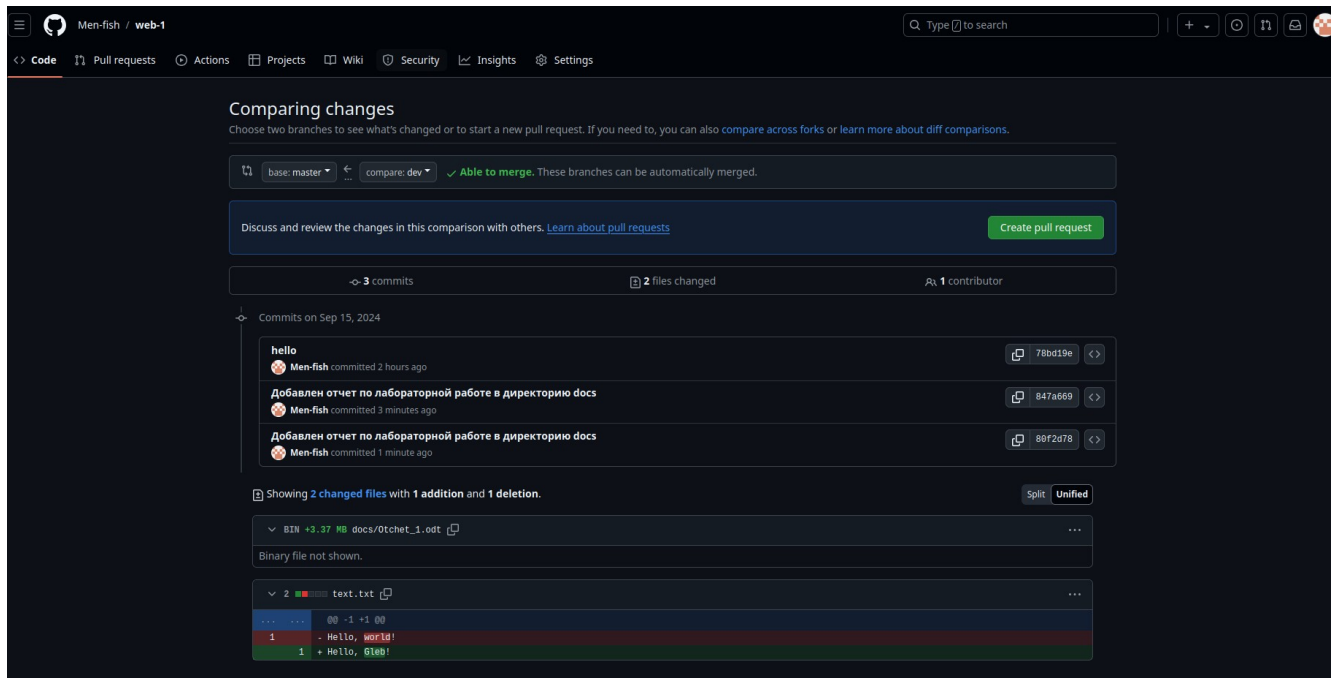 Men-fish / web-1
Type / to search
Code Pull requests Actions Projects Wiki Security Insights Settings
Comparing changes
Choose two branches to see what's changed or to start a new pull request. If you need to, you can also compare across forks or learn more about diff comparisons.
base: master ← ... compare: dev ✓ Able to merge. These branches can be automatically merged.
Discuss and review the changes in this comparison with others. Learn about pull requests Create pull request
3 commits 2 files changed 1 contributor
Commits on Sep 15, 2024
hello
Men-fish committed 2 hours ago 78bd19e
Добавлен отчет по лабораторной работе в директорию docs
Men-fish committed 3 minutes ago 847a669
Добавлен отчет по лабораторной работе в директорию docs
Men-fish committed 1 minute ago 80f2d78
Showing 2 changed files with 1 addition and 1 deletion. Split Unified
BIN +3.37 MB docs/Otchet_1.odt ...
Binary file not shown.
2 text.txt ...
... ... @@ -1 +1 @@
1 - Hello, world!
1 + Hello, Gleb!